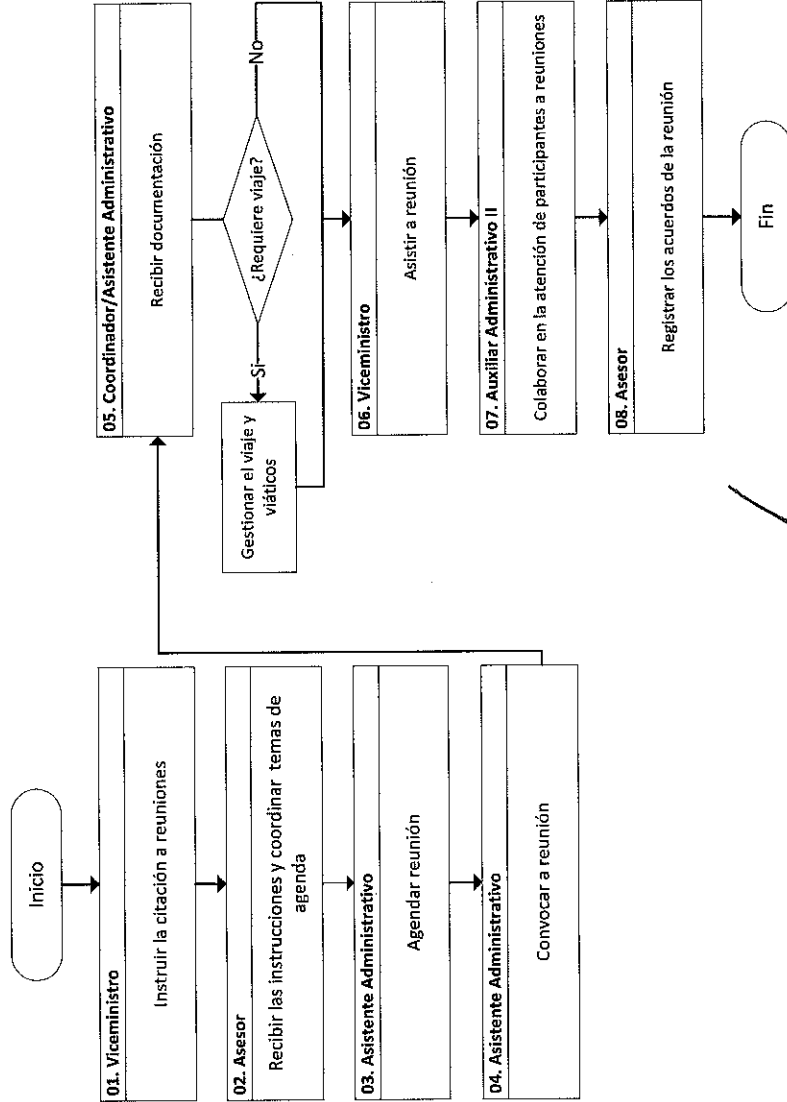 Inicio
01. Viceministro
Instruir la citación a reuniones
02. Asesor
Recibir las instrucciones y coordinar temas de
agenda
03. Asistente Administrativo
Agendar reunión
04. Asistente Administrativo
Convocar a reunión
05. Coordinador/Asistente Administrativo
Recibir documentación
¿Requiere viaje?
Si
No
Gestionar el viaje y
viáticos
06. Viceministro
Asistir a reunión
07. Auxiliar Administrativo II
Colaborar en la atención de participantes a reuniones
08. Asesor
Registrar los acuerdos de la reunión
Fin